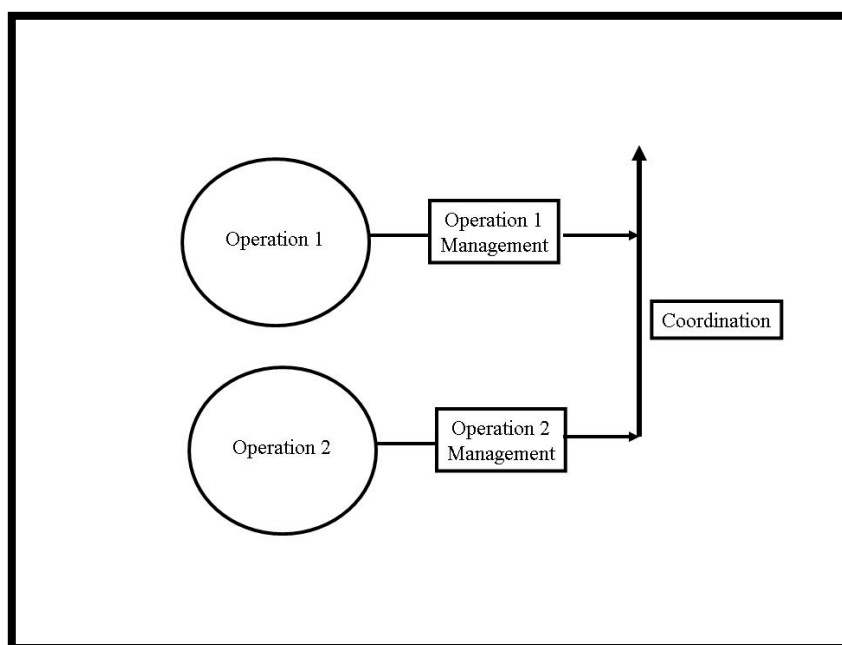 Operation 1
Operation 1
Management
Coordination
Operation 2
Operation 2
Management